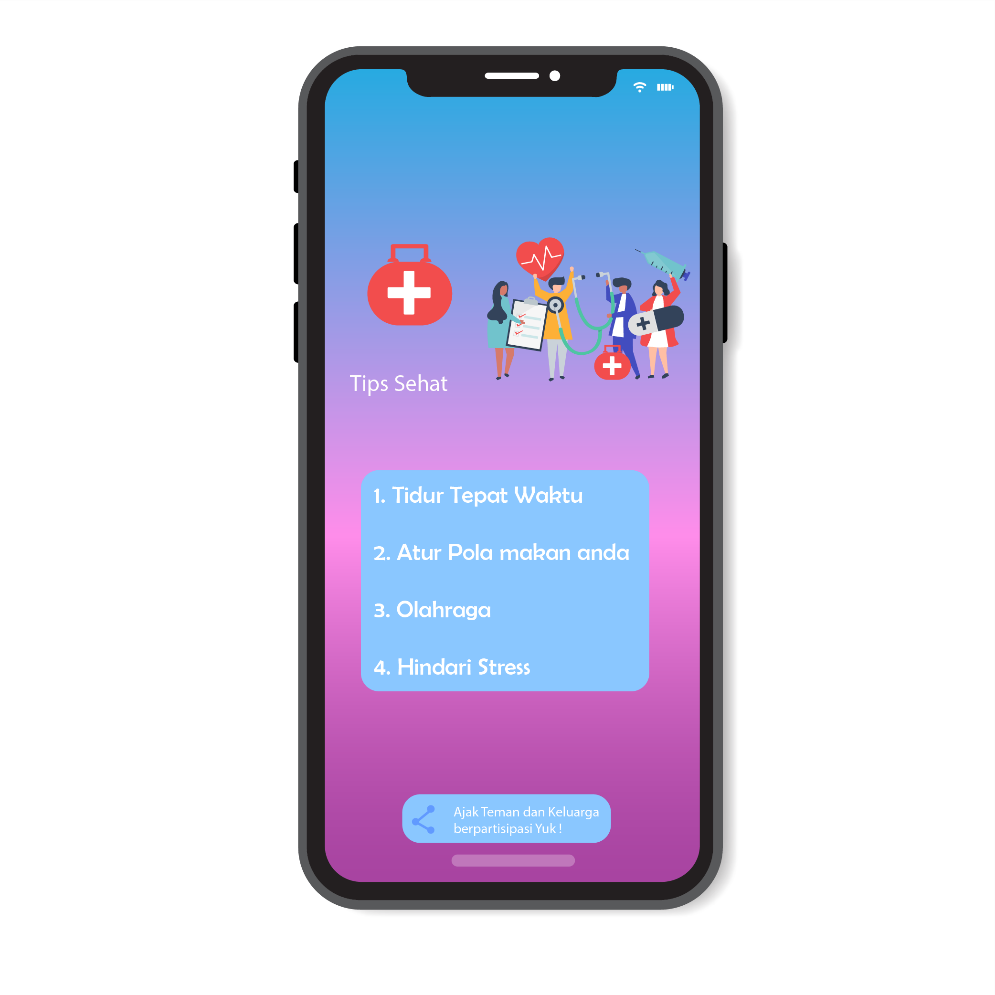 Tips Sehat
1. Tidur Tepat Waktu
2. Atur Pola makan anda
3. Olahraga
4. Hindari Stress
Ajak Teman dan Keluarga
berpartisipasi Yuk !